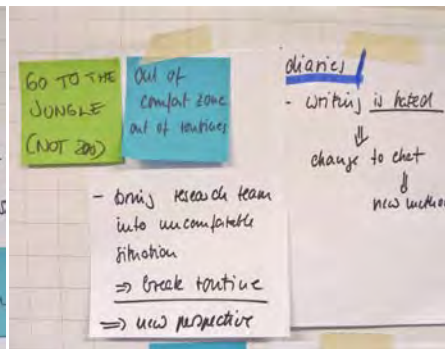 GO TO THE
JUNGLE
(NOT ZOO)
out of
comfort zone
out of routines
- bring research team
into uncomfortable
situation
⇒ break routine
⇒ new perspective
diaries
- writing is hated
⇓
change to chat
⇓
new method